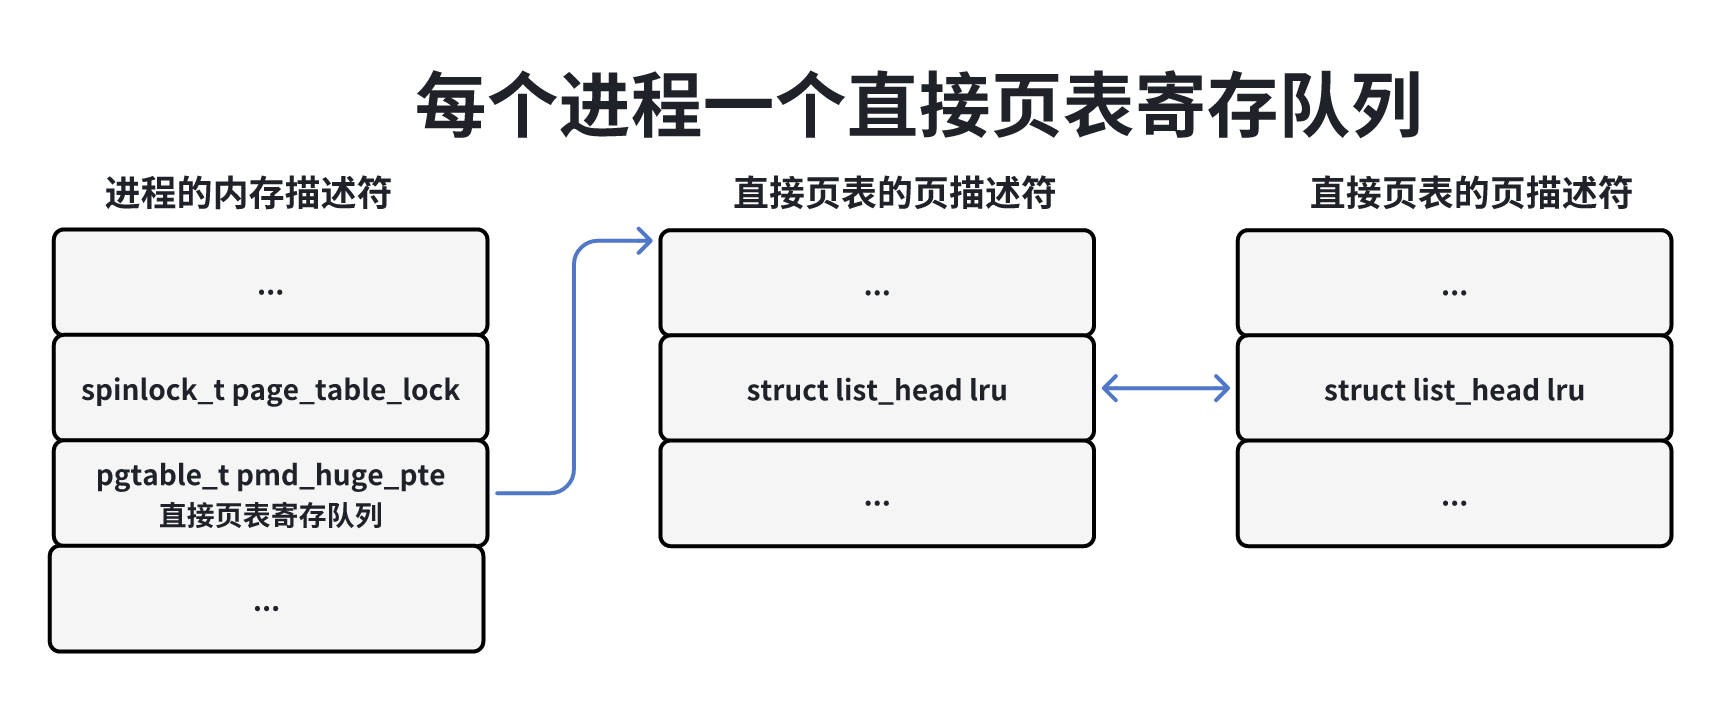 每个进程一个直接页表寄存队列
进程的内存描述符
...
spinlock_t page_table_lock
pgtable_t pmd_huge_pte
直接页表寄存队列
...
直接页表的页描述符
...
struct list_head lru
...
直接页表的页描述符
...
struct list_head lru
...